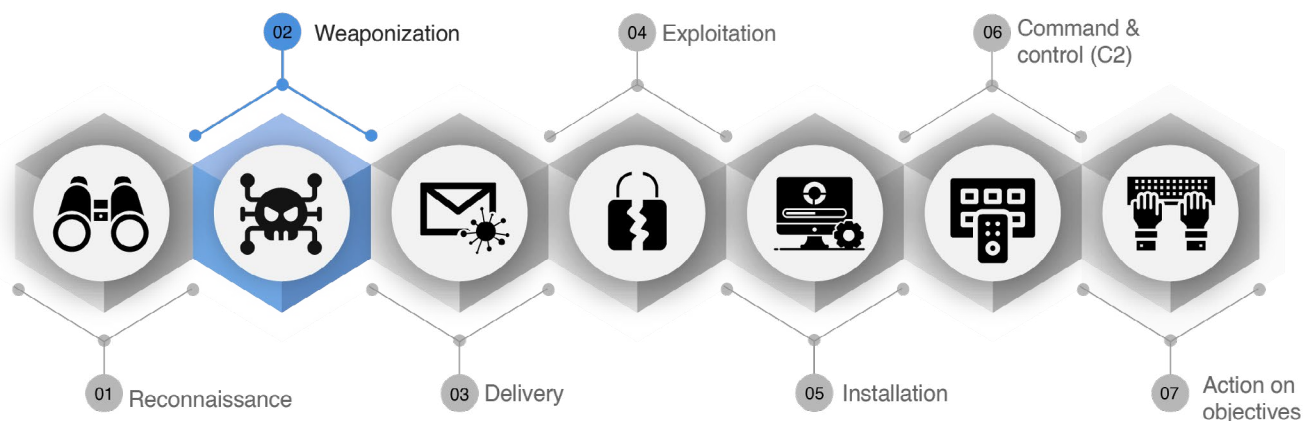 01 Reconnaissance
02 Weaponization
03 Delivery
04 Exploitation
05 Installation
06 Command &
control (C2)
07 Action on
objectives